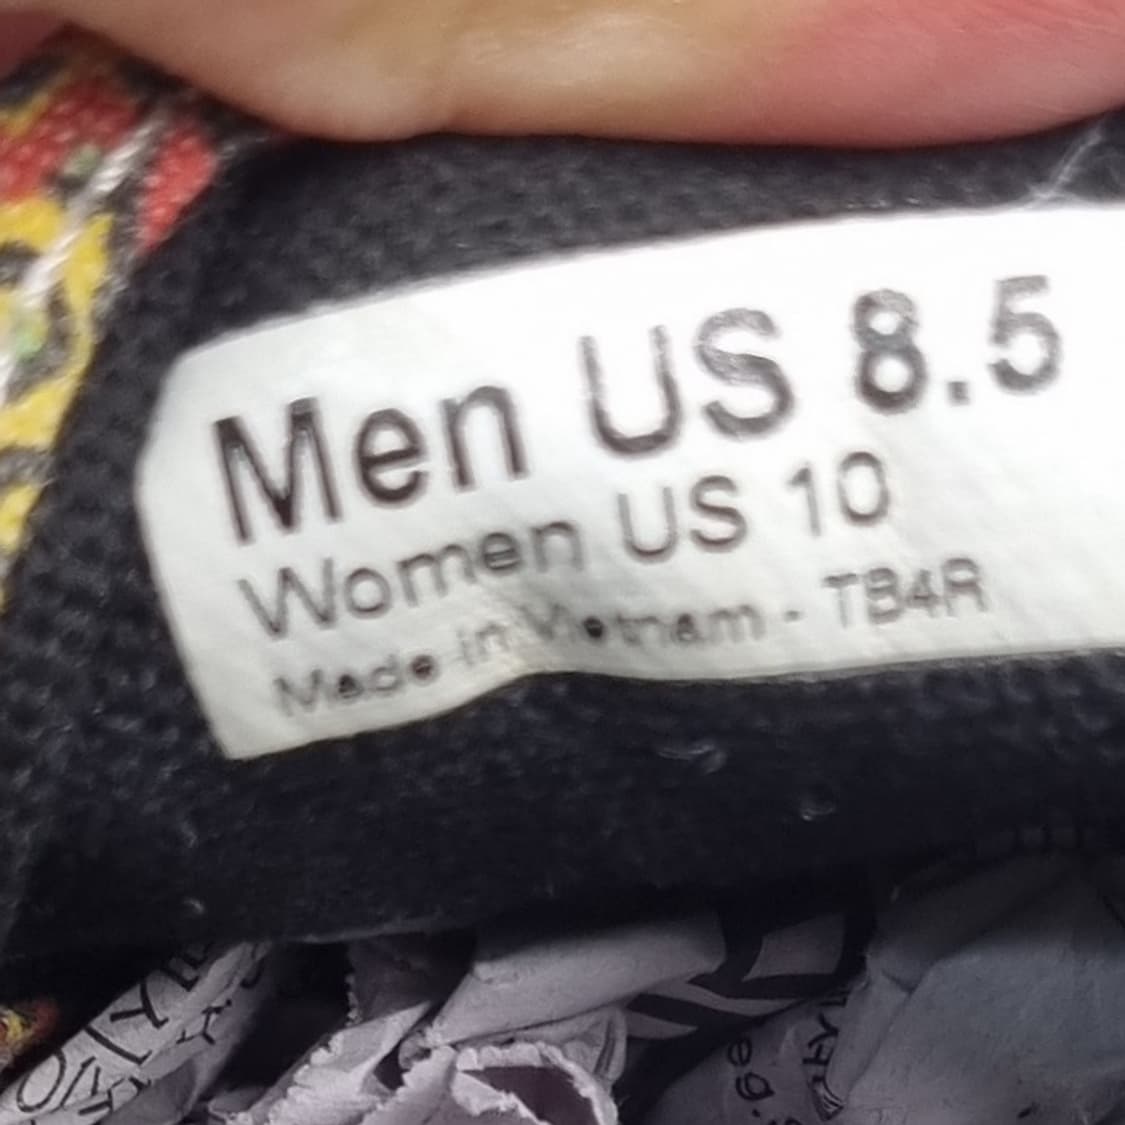 Men US 8.5
Women US 10
Made in Vietnam - TB4R